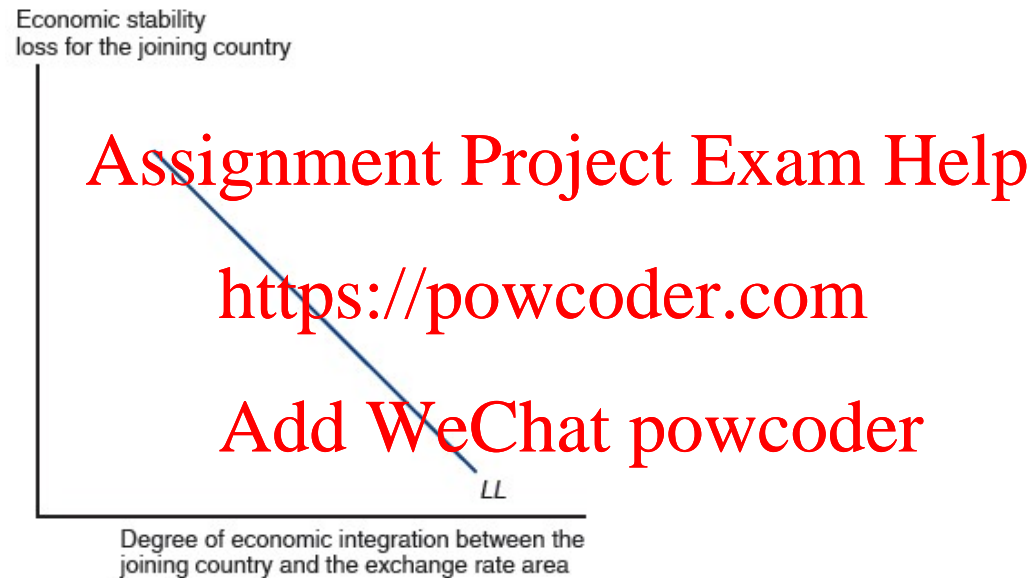 Economic stability
loss for the joining country
Assignment Project Exam Help
https://powcoder.com
Add WeChat powcoder
LL
Degree of economic integration between the
joining country and the exchange rate area